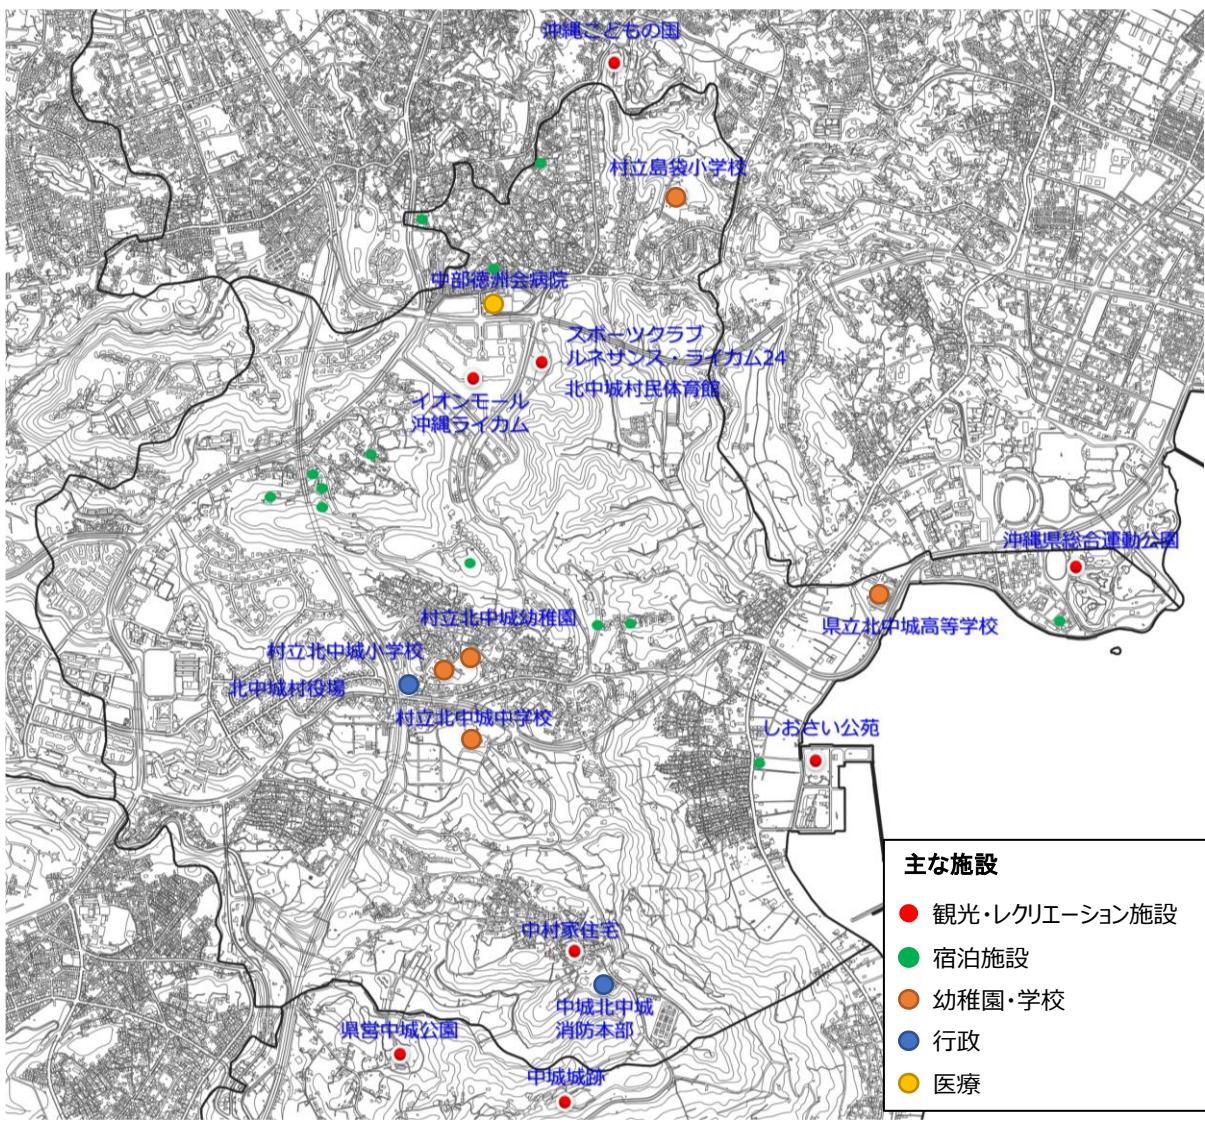 沖縄こどもの国
村立島袋小学校
中部徳洲会病院
スポーツクラブ
ルネサンス・ライカム24
北中城村民体育館
イオンモール
沖縄ライカム
沖縄県総合運動公園
村立北中城幼稚園
県立北中城高等学校
村立北中城小学校
北中城村役場
村立北中城中学校
しおさい公苑
中村家住宅
中城北中城
消防本部
県営中城公園
中城城跡
主な施設
観光・レクリエーション施設
宿泊施設
幼稚園・学校
行政
医療